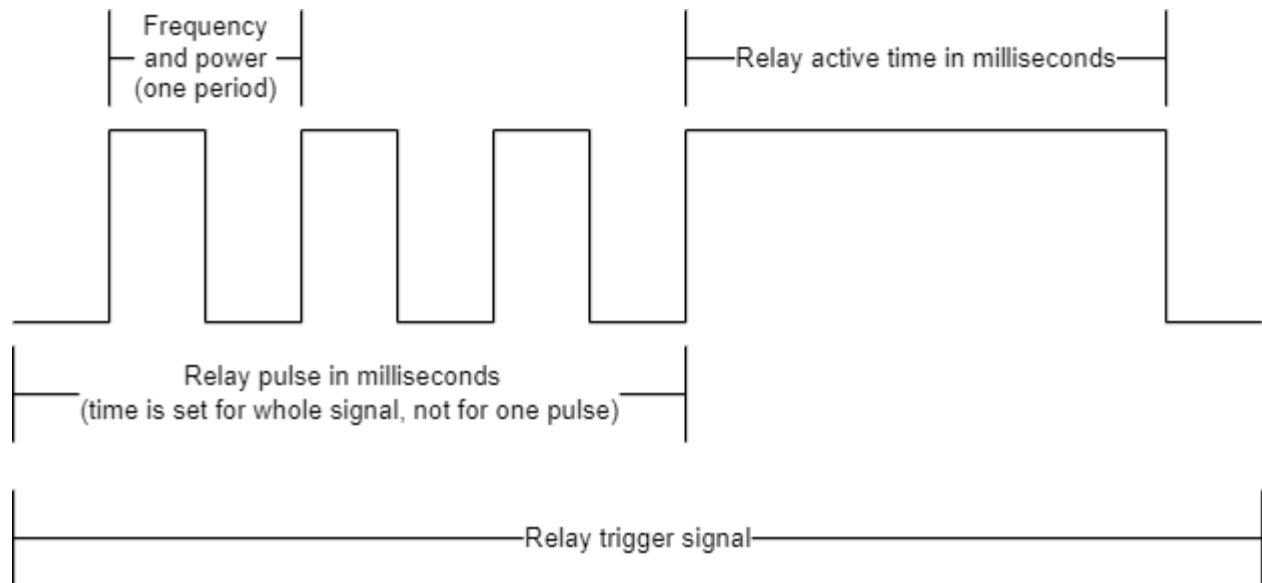 Frequency
and power
(one period)
Relay active time in milliseconds
Relay pulse in milliseconds
(time is set for whole signal, not for one pulse)
Relay trigger signal